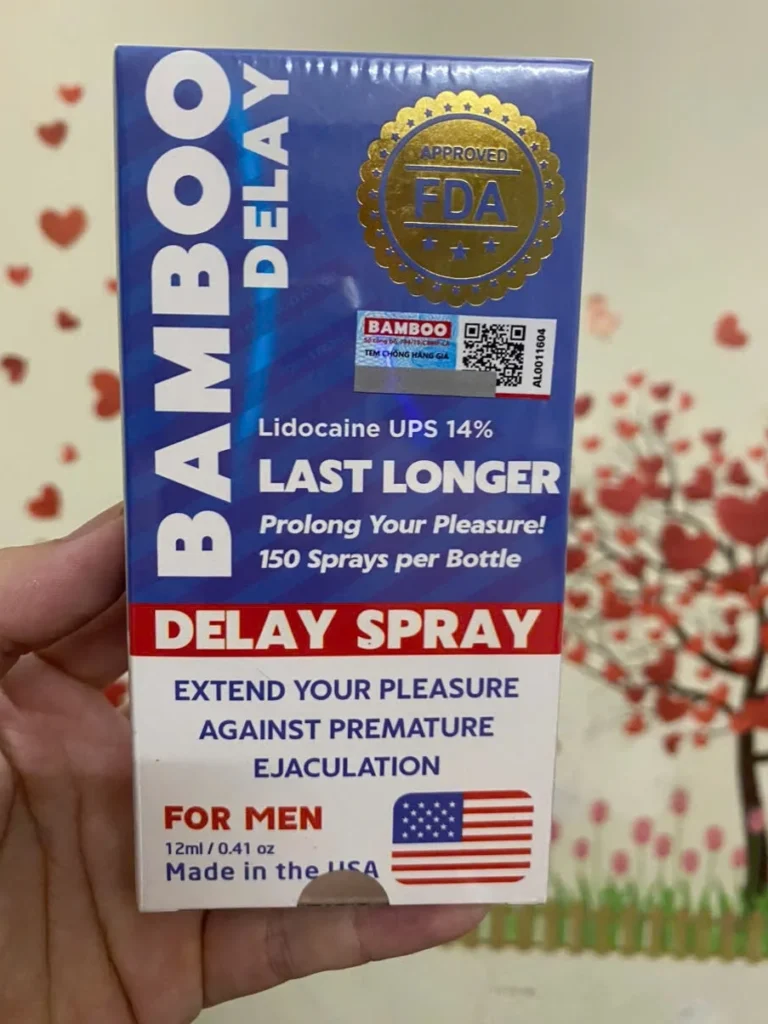 BAMBOO
DELAY
APPROVED
FDA
BAMBOO
TEM CHỐNG HÀNG GIẢ
AL0011604
Lidocaine UPS 14%
LAST LONGER
Prolong Your Pleasure!
150 Sprays per Bottle
DELAY SPRAY
EXTEND YOUR PLEASURE
AGAINST PREMATURE
EJACULATION
FOR MEN
12ml / 0.41 oz
Made in the USA